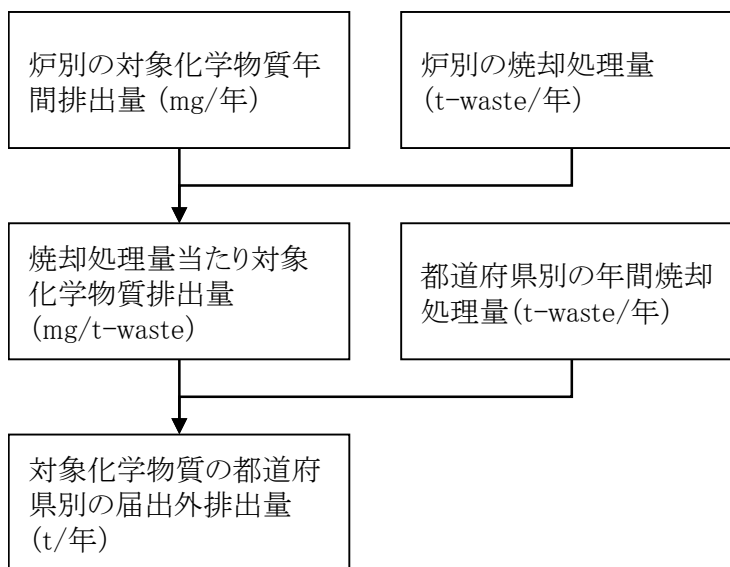 炉別の対象化学物質年
間排出量 (mg/年)
炉別の焼却処理量
(t-waste/年)
焼却処理量当たり対象
化学物質排出量
(mg/t-waste)
都道府県別の年間焼却
処理量(t-waste/年)
対象化学物質の都道府
県別の届出外排出量
(t/年)